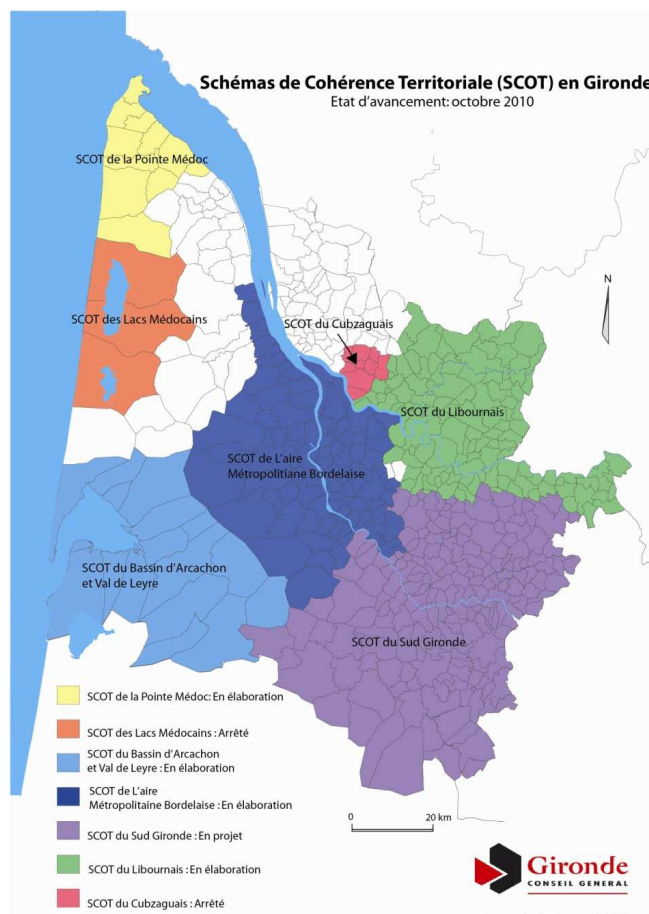 Schémas de Cohérence Territoriale (SCOT) en Gironde
Etat d'avancement: octobre 2010
SCOT de la Pointe Médoc
N
SCOT des Lacs Médocains
SCOT du Cubzaguais
SCOT du Libournais
SCOT de L'aire
Métropolitiane Bordelaise
SCOT du Bassin d'Arcachon
et Val de Leyre
SCOT du Sud Gironde
SCOT de la Pointe Médoc: En élaboration
SCOT des Lacs Médocains : Arrêté
SCOT du Bassin d'Arcachon
et Val de Leyre : En élaboration
SCOT de L'aire
Métropolitaine Bordelaise : En élaboration
SCOT du Sud Gironde : En projet
SCOT du Libournais : En élaboration
SCOT du Cubzaguais : Arrêté
0 20 km
Gironde
CONSEIL GENERAL